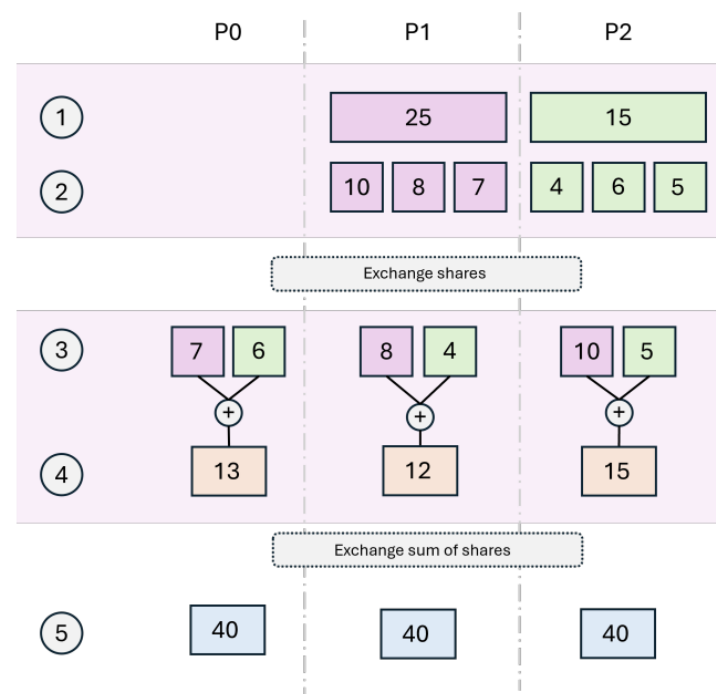 P0 P1 P2
1 25 15
2 10 8 7 4 6 5
Exchange shares
3 7 6 8 4 10 5
+ + +
4 13 12 15
Exchange sum of shares
5 40 40 40